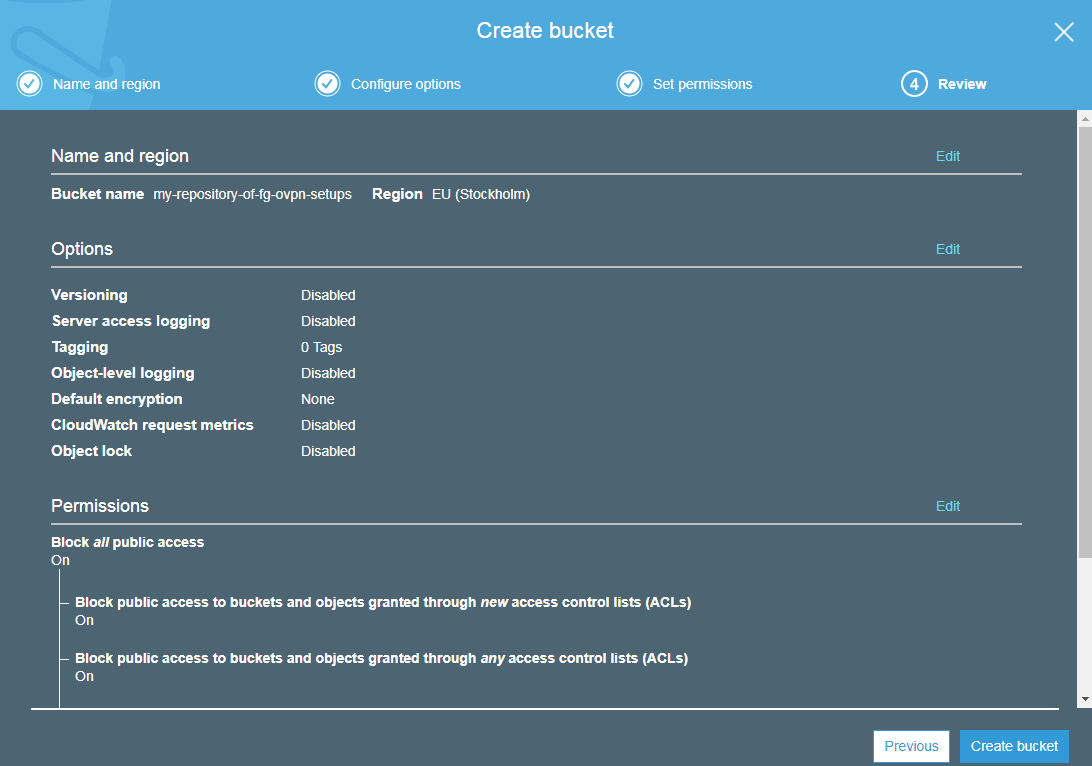 Create bucket
Name and region
Configure options
Set permissions
4 Review
Name and region Edit
Bucket name my-repository-of-fg-ovpn-setups Region EU (Stockholm)
Options Edit
Versioning Disabled
Server access logging Disabled
Tagging 0 Tags
Object-level logging Disabled
Default encryption None
CloudWatch request metrics Disabled
Object lock Disabled
Permissions Edit
Block all public access
On
Block public access to buckets and objects granted through new access control lists (ACLs)
On
Block public access to buckets and objects granted through any access control lists (ACLs)
On
Previous Create bucket